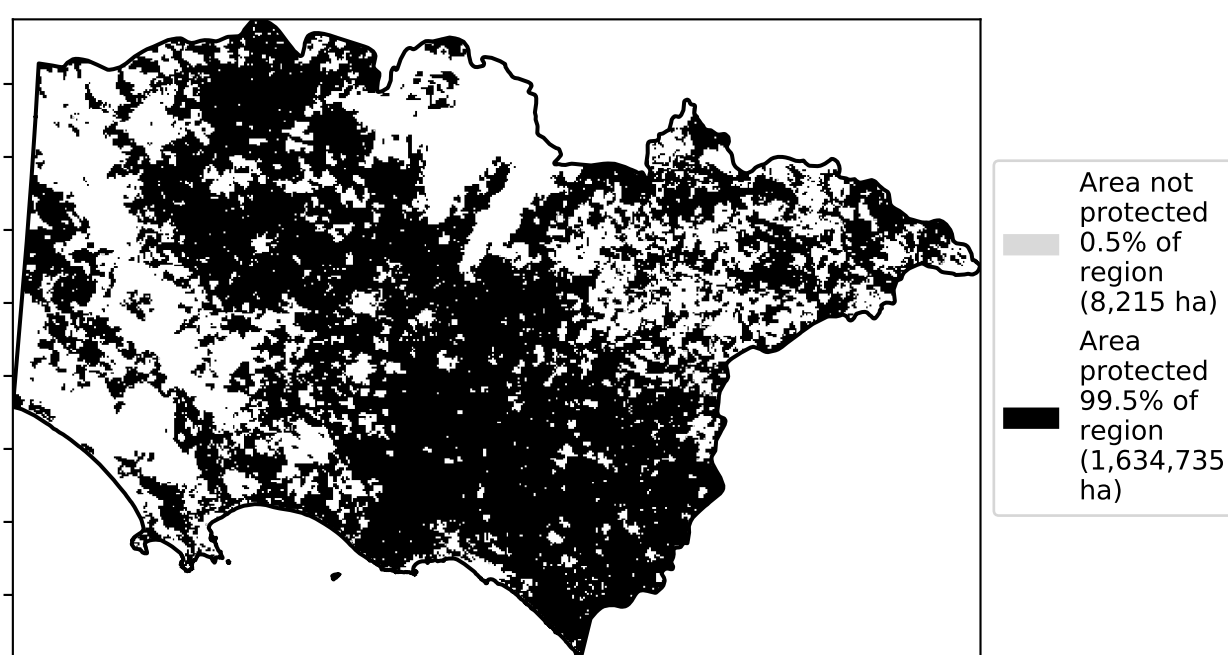 Area not
protected
0.5% of
region
(8,215 ha)
Area
protected
99.5% of
region
(1,634,735
ha)